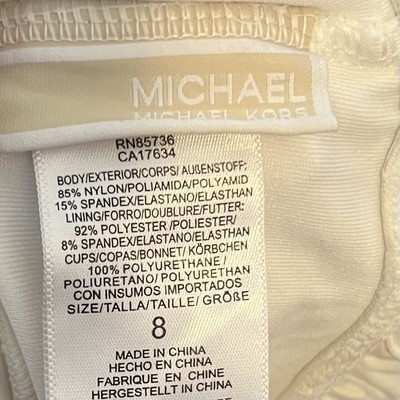 MICHAEL
MICHAEL KORS
RN85736
CA17634
BODY/EXTERIOR/CORPS/ AUßENSTOFF:
85% NYLON/POLIAMIDA/POLYAMID
15% SPANDEX/ELASTANO/ELASTHAN
LINING/FORRO/DOUBLURE/FUTTER:
92% POLYESTER /POLIESTER/
8% SPANDEX/ELASTANO/ELASTHAN
CUPS/COPAS/BONNET/ KÖRBCHEN
100% POLYURETHANE /
POLIURETANO/ POLYURETHAN
CON INSUMOS IMPORTADOS
SIZE/TALLA/TAILLE/ GRÖßE
8
MADE IN CHINA
HECHO EN CHINA
FABRIQUE EN CHINE
HERGESTELLT IN CHINA